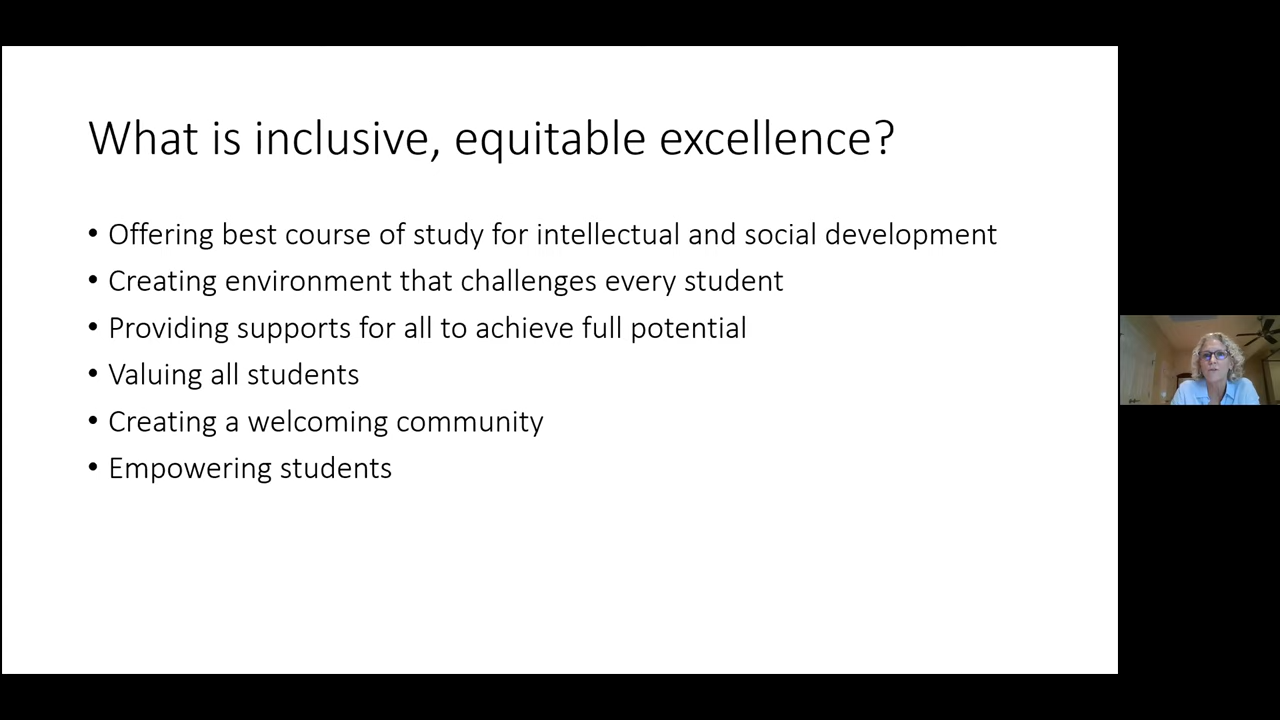 What is inclusive, equitable excellence?
• Offering best course of study for intellectual and social development
• Creating environment that challenges every student
• Providing supports for all to achieve full potential
• Valuing all students
• Creating a welcoming community
• Empowering students